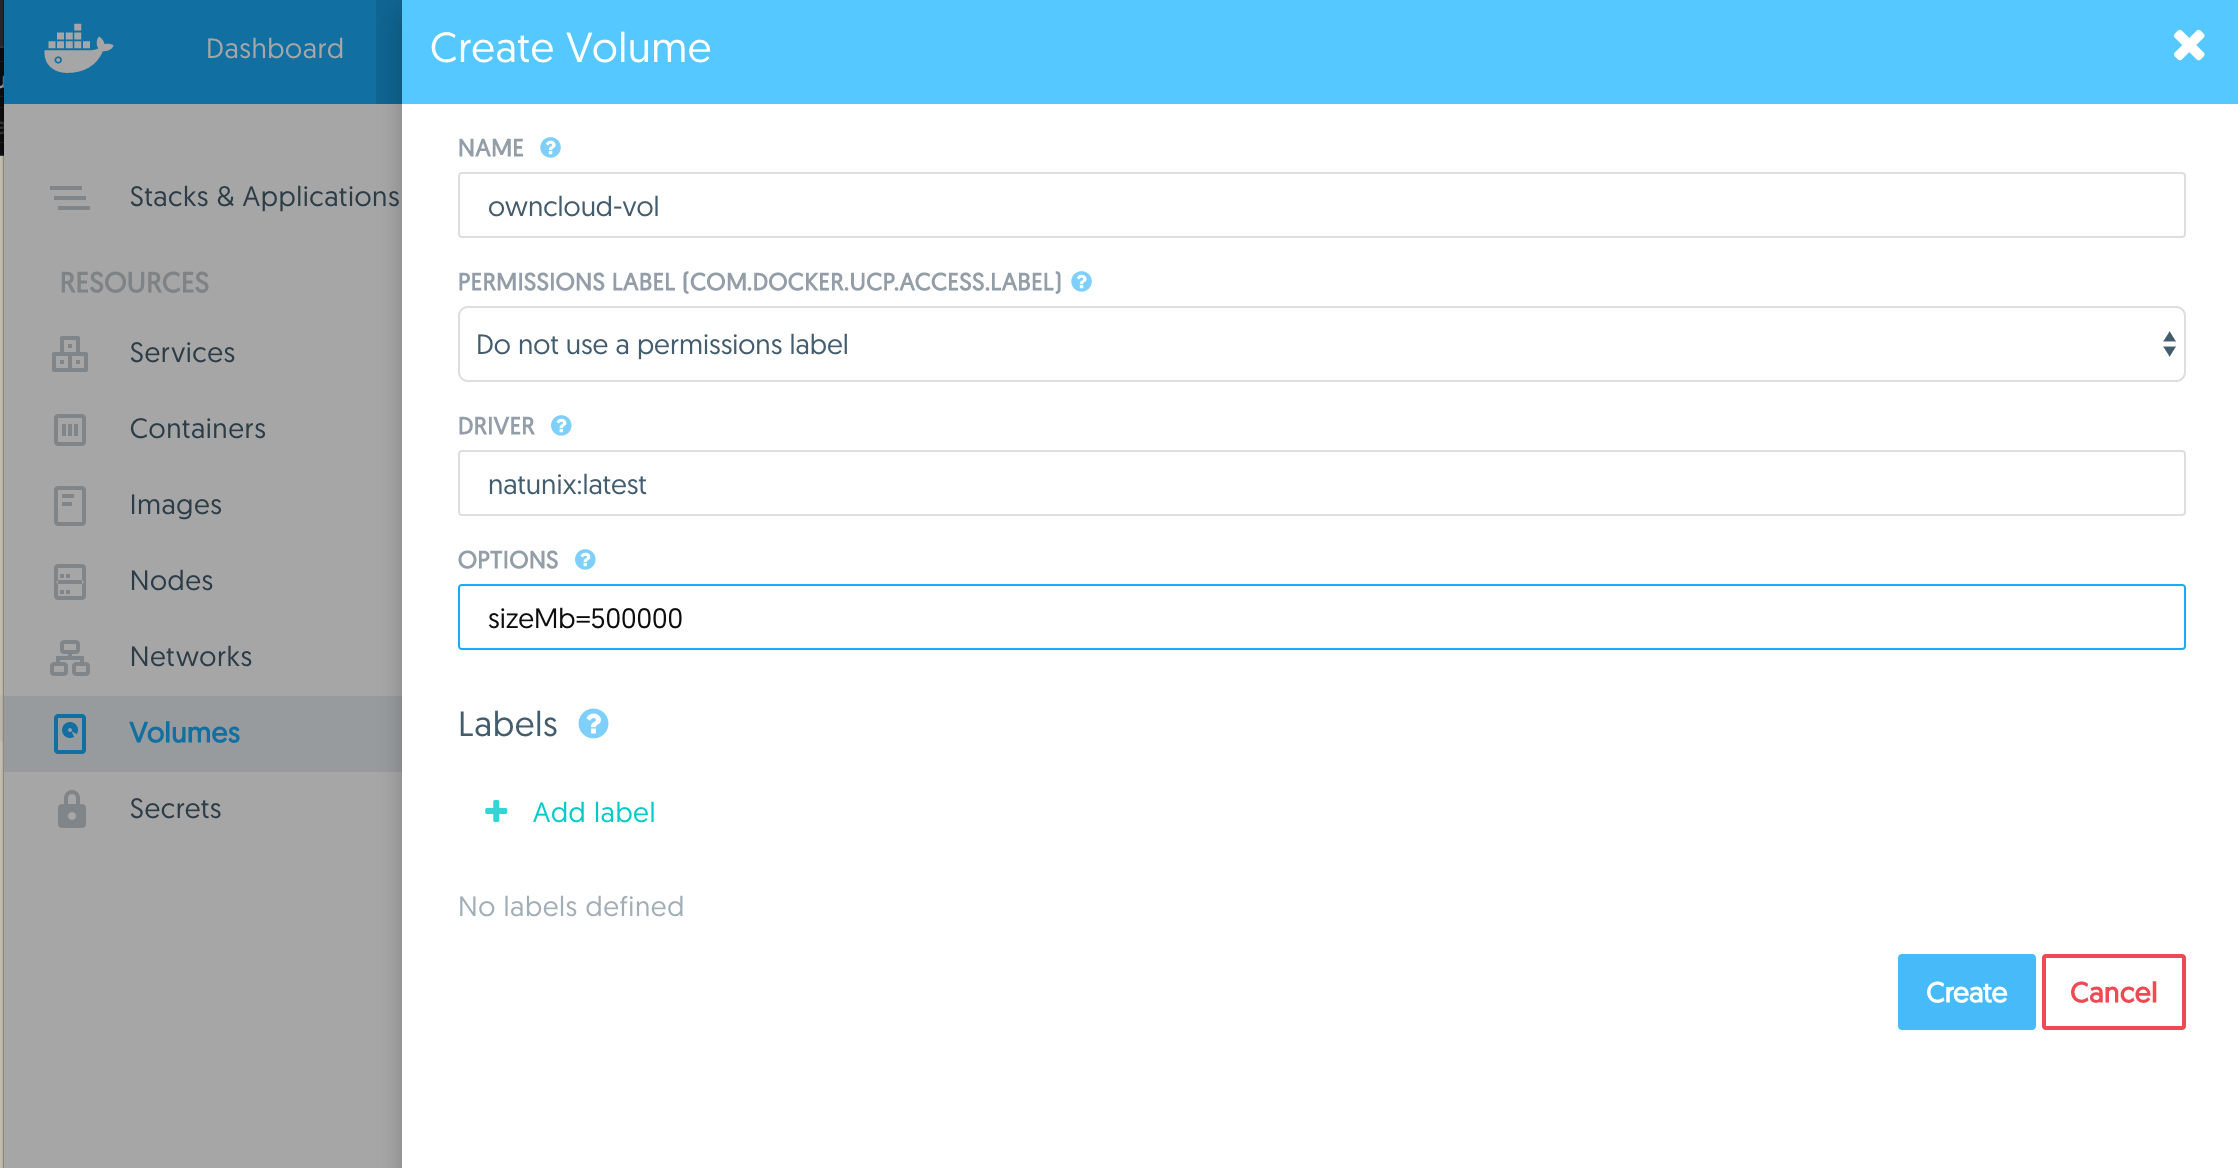 Dashboard
Stacks & Applications
RESOURCES
Services
Containers
Images
Nodes
Networks
Volumes
Secrets
Create Volume
NAME
owncloud-vol
PERMISSIONS LABEL (COM.DOCKER.UCP.ACCESS.LABEL)
Do not use a permissions label
DRIVER
natunix:latest
OPTIONS
sizeMb=500000
Labels
Add label
No labels defined
Create Cancel